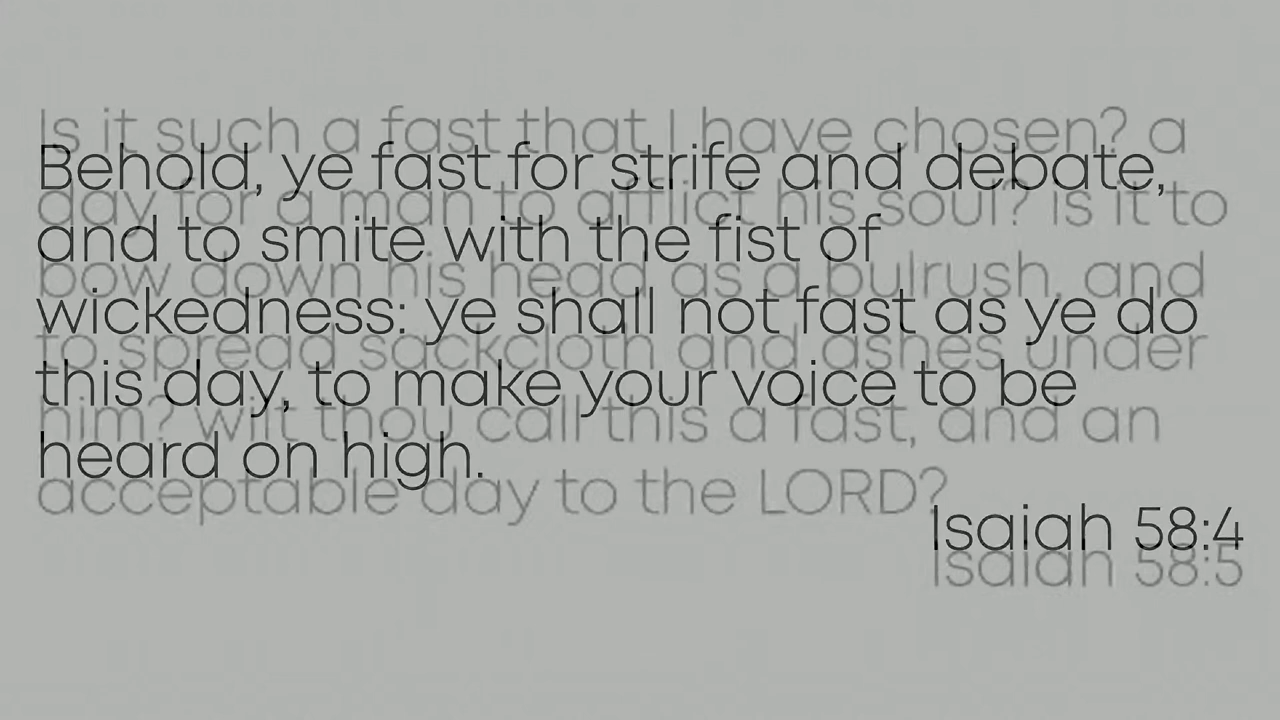 Is it such a fast that I have chosen? a
day for a man to afflict his soul? is it to
bow down his head as a bulrush, and
to spread sackcloth and ashes under
him? wilt thou call this a fast, and an
acceptable day to the LORD?
Isaiah 58:5
Behold, ye fast for strife and debate,
and to smite with the fist of
wickedness: ye shall not fast as ye do
this day, to make your voice to be
heard on high.
Isaiah 58:4